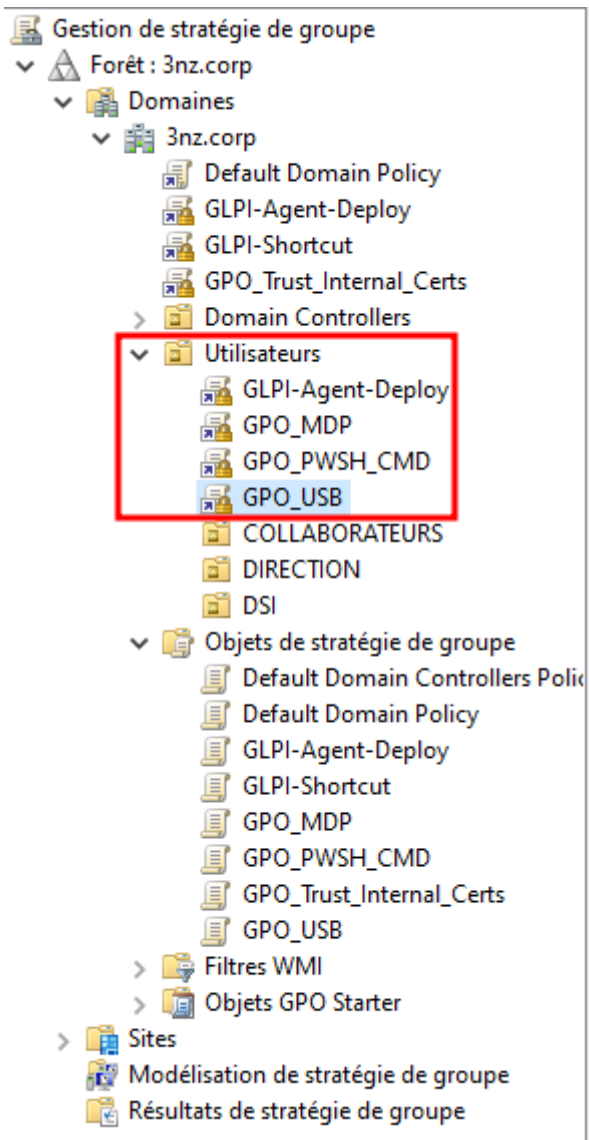 Gestion de stratégie de groupe
Forêt : 3nz.corp
Domaines
3nz.corp
Default Domain Policy
GLPI-Agent-Deploy
GLPI-Shortcut
GPO_Trust_Internal_Certs
Domain Controllers
Utilisateurs
GLPI-Agent-Deploy
GPO_MDP
GPO_PWSH_CMD
GPO_USB
COLLABORATEURS
DIRECTION
DSI
Objets de stratégie de groupe
Default Domain Controllers Polic
Default Domain Policy
GLPI-Agent-Deploy
GLPI-Shortcut
GPO_MDP
GPO_PWSH_CMD
GPO_Trust_Internal_Certs
GPO_USB
Filtres WMI
Objets GPO Starter
Sites
Modélisation de stratégie de groupe
Résultats de stratégie de groupe